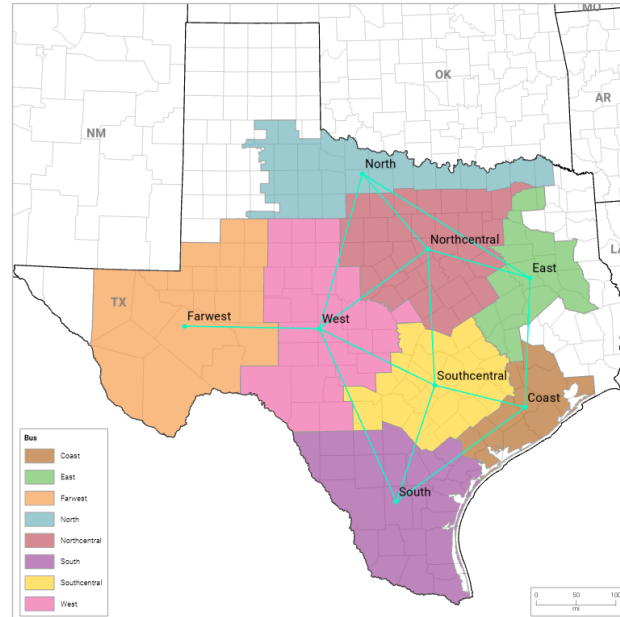 MO
OK
AR
NM
North
Northcentral
LA
East
TX
Farwest
West
Southcentral
Coast
South
Bus
Coast
East
Farwest
North
Northcentral
South
Southcentral
West
0 50 100
mi